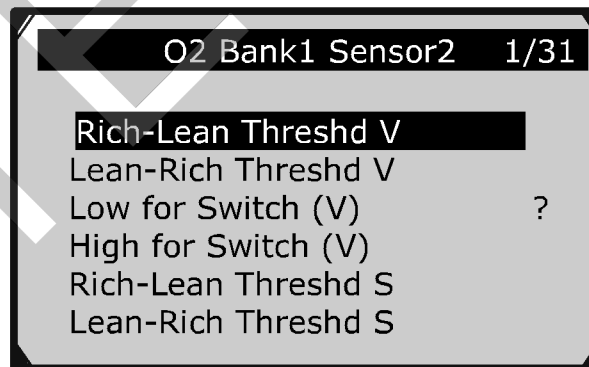 O2 Bank1 Sensor2 1/31
Rich-Lean Threshd V
Lean-Rich Threshd V
Low for Switch (V) ?
High for Switch (V)
Rich-Lean Threshd S
Lean-Rich Threshd S